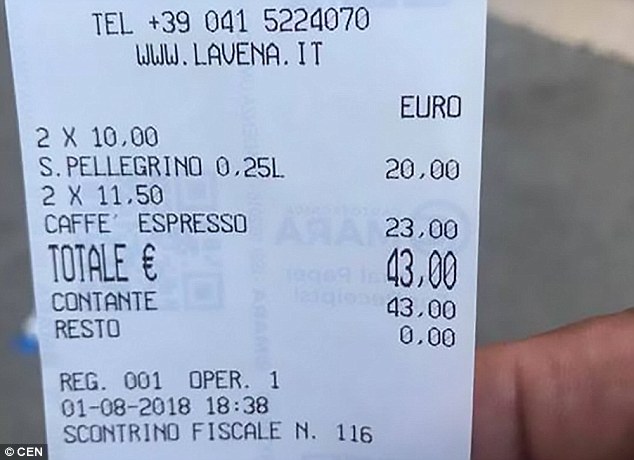 TEL +39 041 5224070
WWW.LAVENA.IT
EURO
2 X 10,00
S.PELLEGRINO 0,25L 20,00
2 X 11,50
CAFFE' ESPRESSO 23,00
TOTALE € 43,00
CONTANTE 43,00
RESTO 0,00
REG. 001 OPER. 1
01-08-2018 18:38
SCONTRINO FISCALE N. 116
© CEN